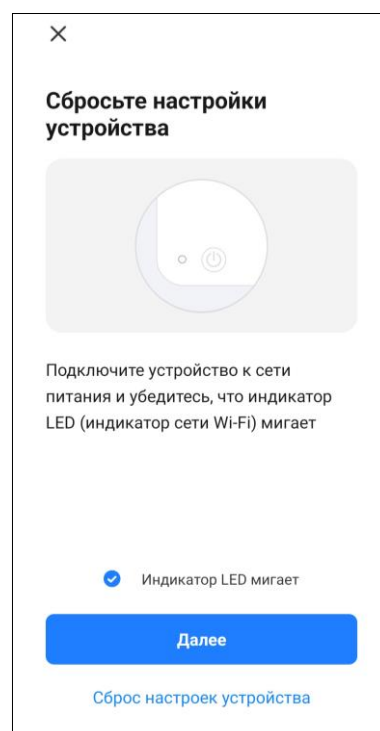 Сбросьте настройки
устройства
Подключите устройство к сети
питания и убедитесь, что индикатор
LED (индикатор сети Wi-Fi) мигает
Индикатор LED мигает
Далее
Сброс настроек устройства